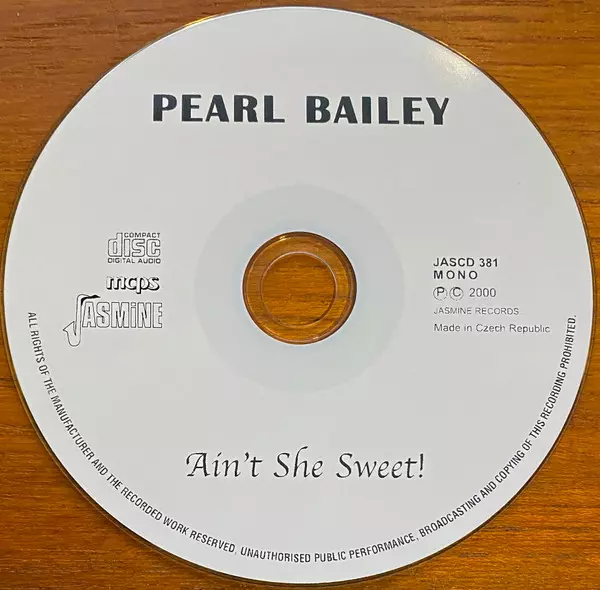 PEARL BAILEY
COMPACT
disc
DIGITAL AUDIO
mcps
JASMiNE
JASCD 381
MONO
Ⓟ Ⓒ 2000
JASMINE RECORDS
Made in Czech Republic
Ain't She Sweet!
ALL RIGHTS OF THE MANUFACTURER AND THE RECORDED WORK RESERVED, UNAUTHORISED PUBLIC PERFORMANCE, BROADCASTING AND COPYING OF THIS RECORDING PROHIBITED.